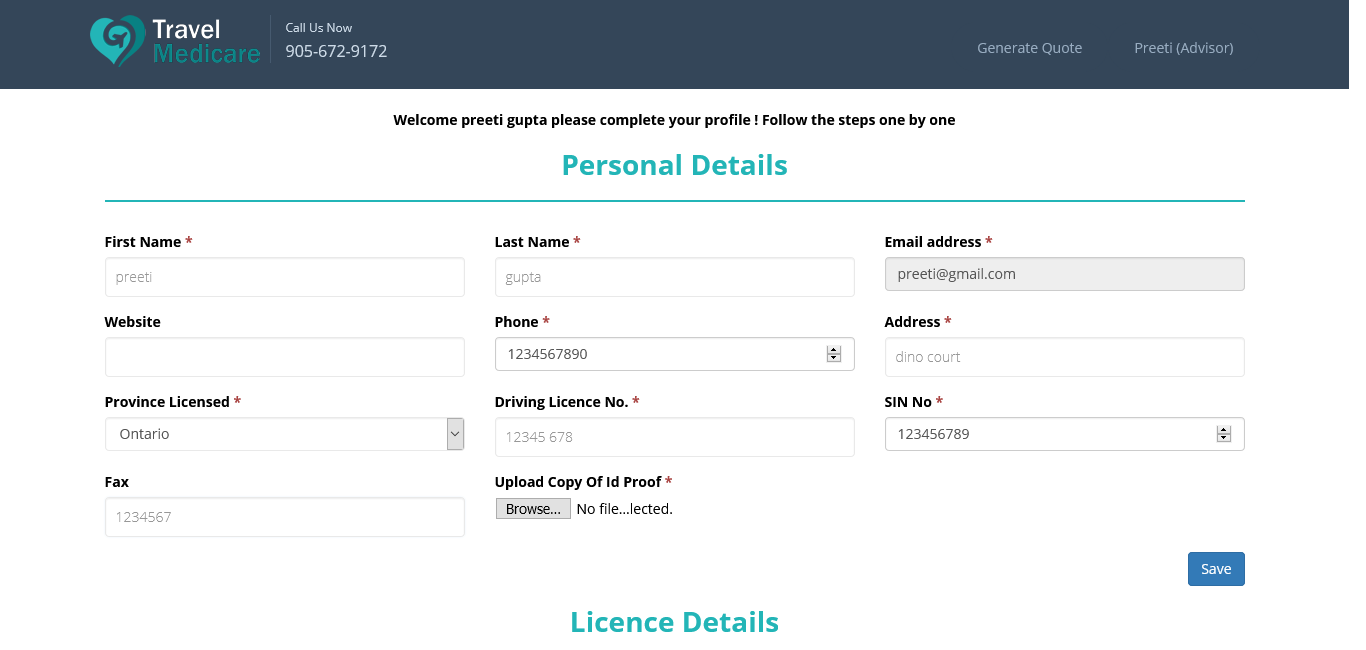 Travel
Medicare
Call Us Now
905-672-9172
Generate Quote
Preeti (Advisor)
Welcome preeti gupta please complete your profile ! Follow the steps one by one
Personal Details
First Name *
Last Name *
Email address *
preeti
gupta
preeti@gmail.com
Website
Phone *
Address *
1234567890
dino court
Province Licensed *
Driving Licence No. *
SIN No *
Ontario
12345 678
123456789
Fax
Upload Copy Of Id Proof *
1234567
Browse... No file...lected.
Save
Licence Details